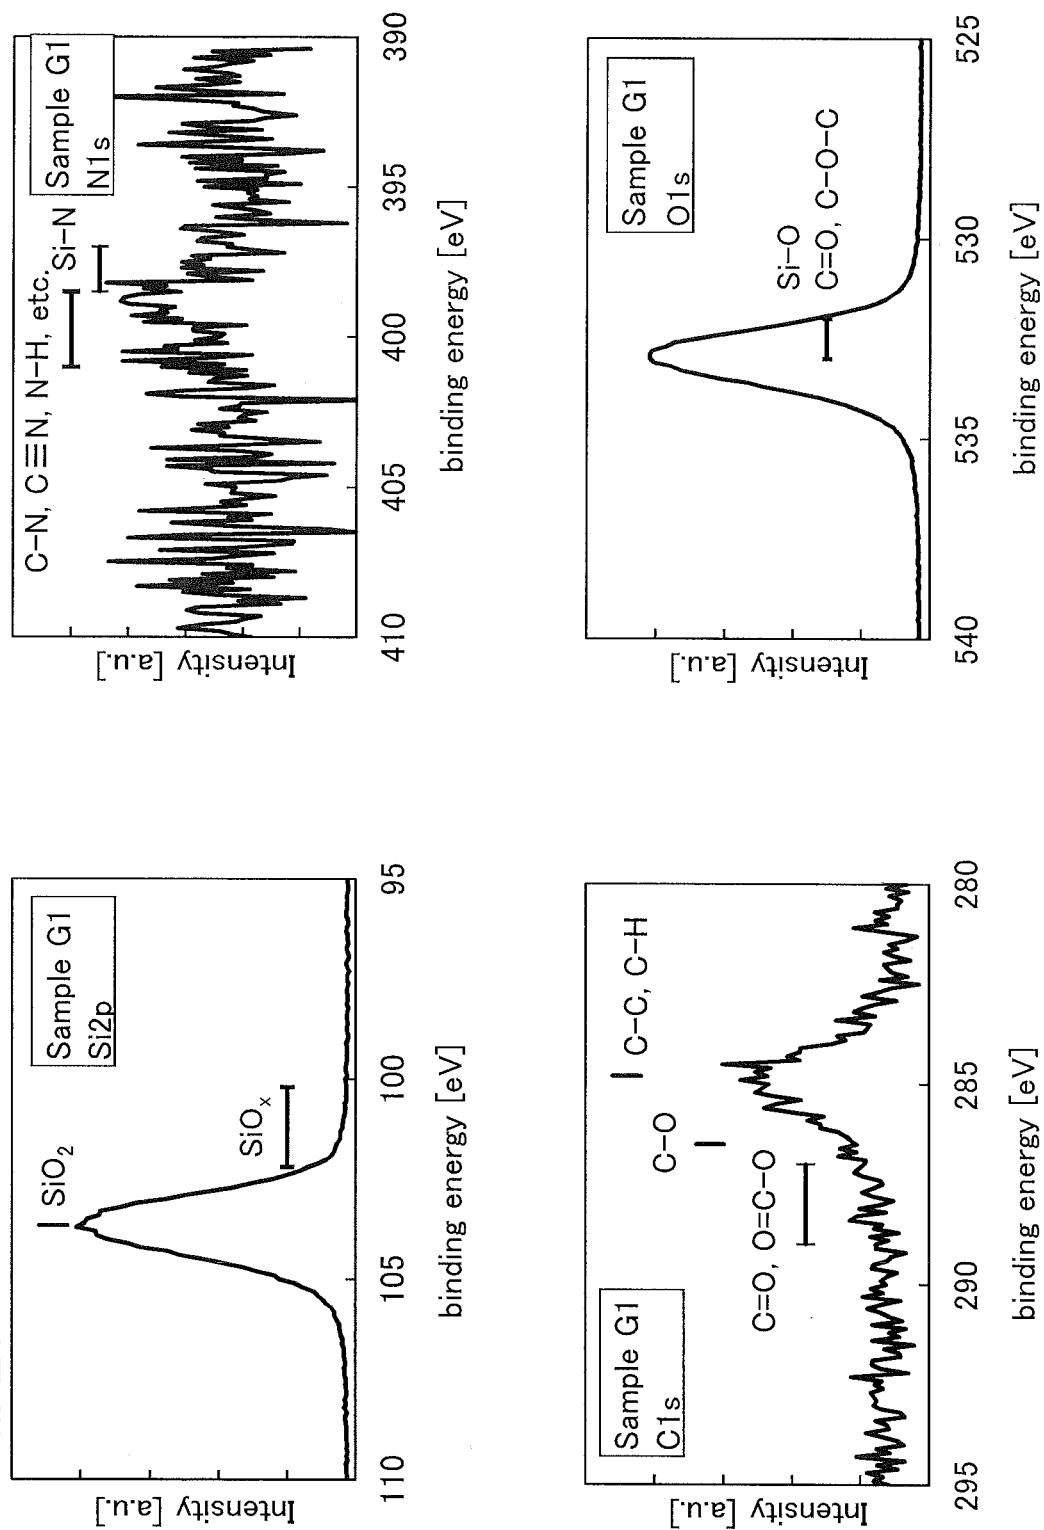 Sample G1
Si2p
SiO2
SiOx
Intensity [a.u.]
110
105
100
95
binding energy [eV]
C−N, C≡N, N−H, etc.
Si−N
Sample G1
N1s
Intensity [a.u.]
410
405
400
395
390
binding energy [eV]
Sample G1
C1s
C=O, O=C−O
C−O
C−C, C−H
Intensity [a.u.]
295
290
285
280
binding energy [eV]
Sample G1
O1s
Si−O
C=O, C−O−C
Intensity [a.u.]
540
535
530
525
binding energy [eV]